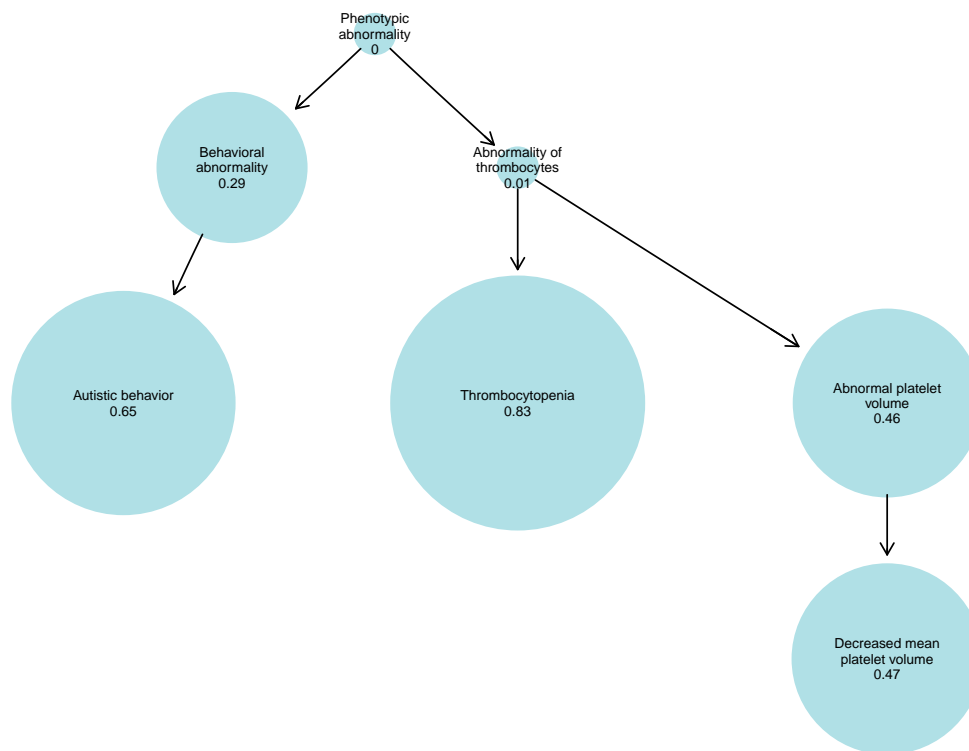 Phenotypic
abnormality
0
Behavioral
abnormality
0.29
Abnormality of
thrombocytes
0.01
Autistic behavior
0.65
Thrombocytopenia
0.83
Abnormal platelet
volume
0.46
Decreased mean
platelet volume
0.47